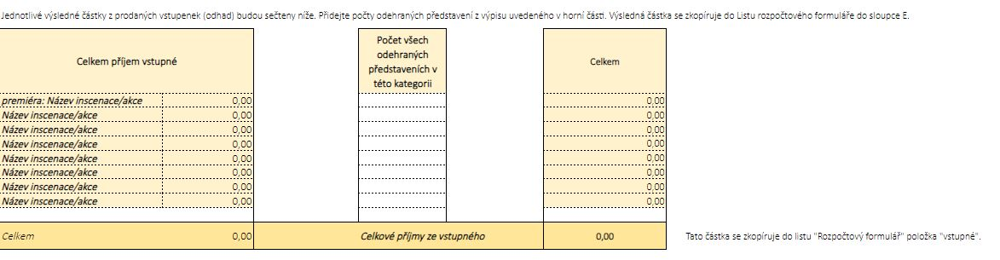 Jednotlivé výsledné částky z prodaných vstupenek (odhad) budou sečteny níže. Přidejte počty odehraných představení z výpisu uvedeného v horní části. Výsledná částka se zkopíruje do Listu rozpočtového formuláře do sloupce E.
Celkem příjem vstupné
Počet všech
odehraných
představeních v
této kategorii
Celkem
premiéra: Název inscenace/akce 0,00 0,00
Název inscenace/akce 0,00 0,00
Název inscenace/akce 0,00 0,00
Název inscenace/akce 0,00 0,00
Název inscenace/akce 0,00 0,00
Název inscenace/akce 0,00 0,00
Název inscenace/akce 0,00 0,00
Název inscenace/akce 0,00 0,00
Celkem 0,00 Celkové příjmy ze vstupného 0,00 Tato částka se zkopíruje do listu "Rozpočtový formulář" položka "vstupné".